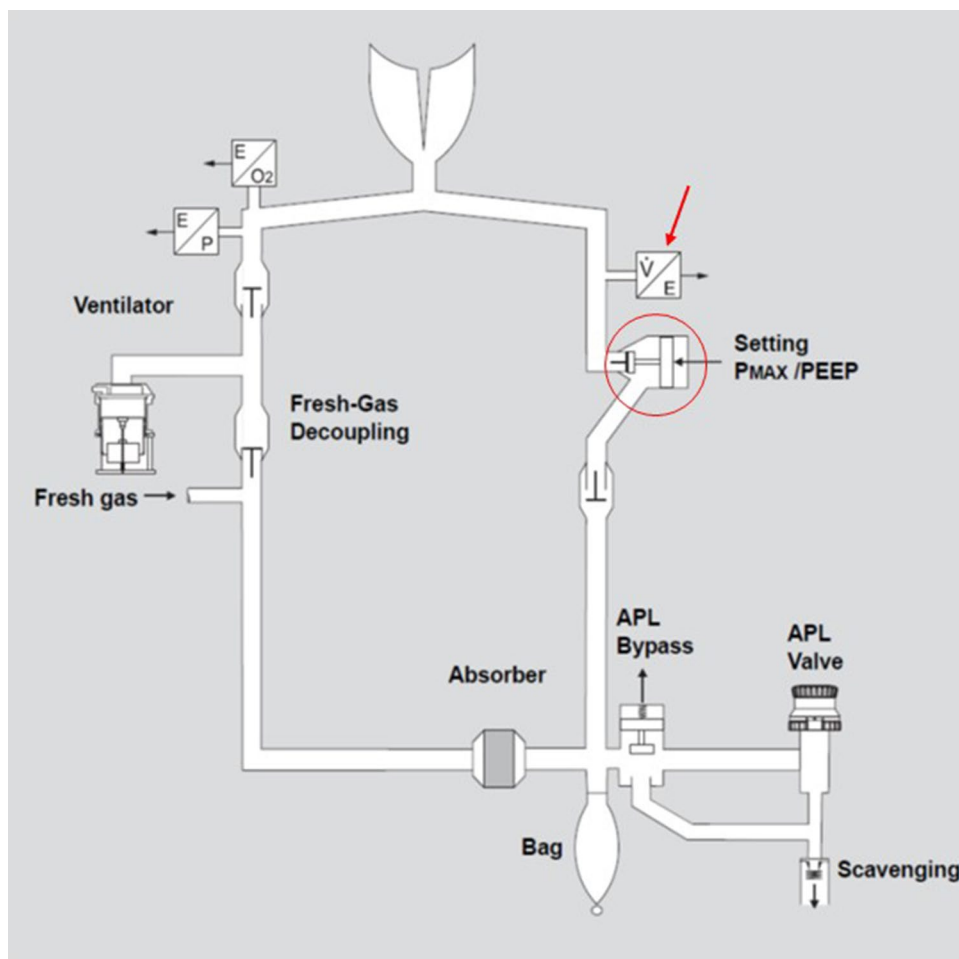 E
O2
E
P
V̇
E
Ventilator
Setting
PMAX /PEEP
Fresh-Gas
Decoupling
Fresh gas
APL
Bypass
APL
Valve
Absorber
Bag
Scavenging